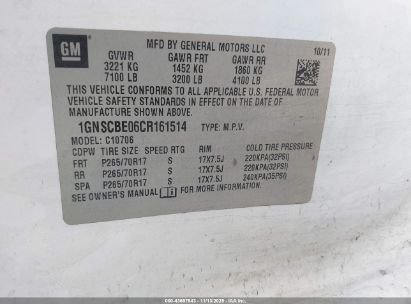 GM
MFD BY GENERAL MOTORS LLC
10/11
GVWR GAWR FRT GAWR RR
3221 KG 1452 KG 1860 KG
7100 LB 3200 LB 4100 LB
THIS VEHICLE CONFORMS TO ALL APPLICABLE U.S. FEDERAL MOTOR
VEHICLE SAFETY STANDARDS IN EFFECT ON THE DATE OF
MANUFACTURE SHOWN ABOVE.
1GNSCBE06CR161514 TYPE: M.P.V.
MODEL: C10706
CDPW TIRE SIZE SPEED RTG RIM COLD TIRE PRESSURE
FRT P265/70R17 S 17X7.5J 220KPA(32PSI)
RR P265/70R17 S 17X7.5J 220KPA(32PSI)
SPA P265/70R17 S 17X7.5J 240KPA(35PSI)
SEE OWNER'S MANUAL FOR MORE INFORMATION.